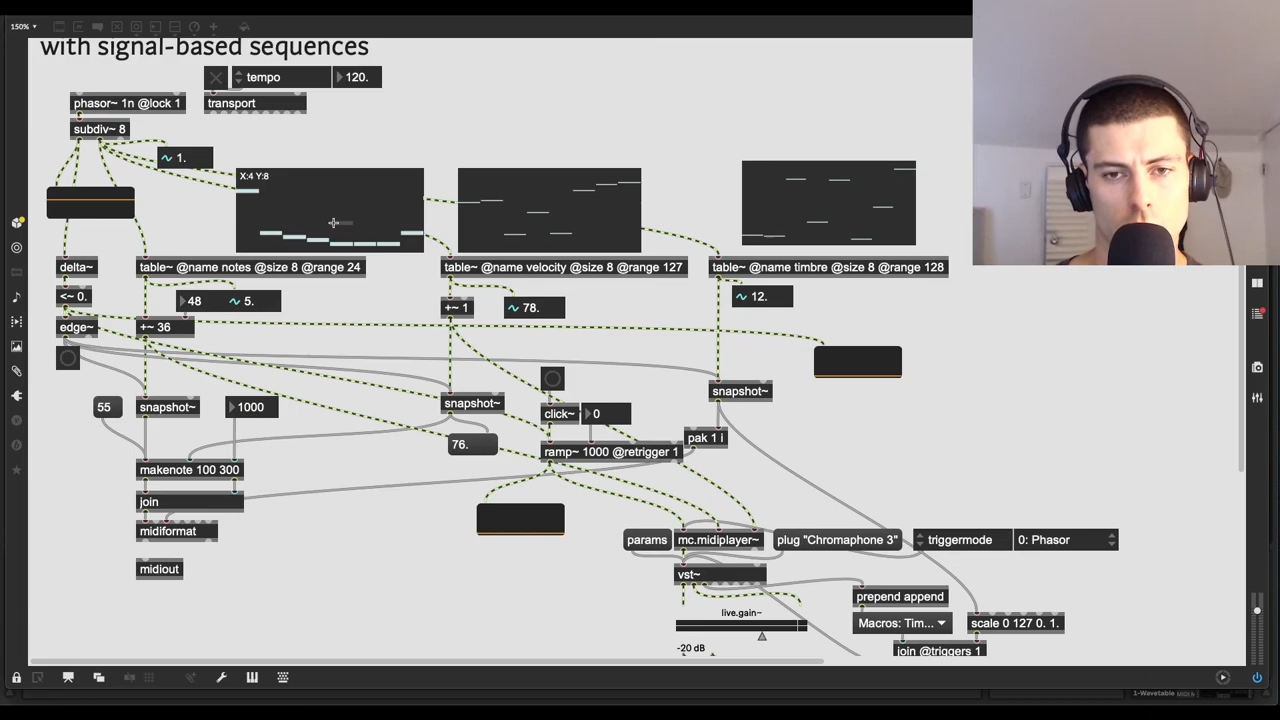 150%
with signal-based sequences
tempo
120.
transport
phasor~ 1n @lock 1
subdiv~ 8
1.
X:4 Y:8
delta~
table~ @name notes @size 8 @range 24
table~ @name velocity @size 8 @range 127
table~ @name timbre @size 8 @range 128
<~ 0.
48
5.
+~ 1
78.
12.
edge~
+~ 36
55
snapshot~
1000
snapshot~
click~
0
snapshot~
76.
ramp~ 1000 @retrigger 1
pak 1 i
makenote 100 300
join
midiformat
midiout
params
mc.midiplayer~
plug "Chromaphone 3"
triggermode
0: Phasor
vst~
prepend append
live.gain~
Macros: Tim...
scale 0 127 0. 1.
-20 dB
join @triggers 1
1-Wavetable